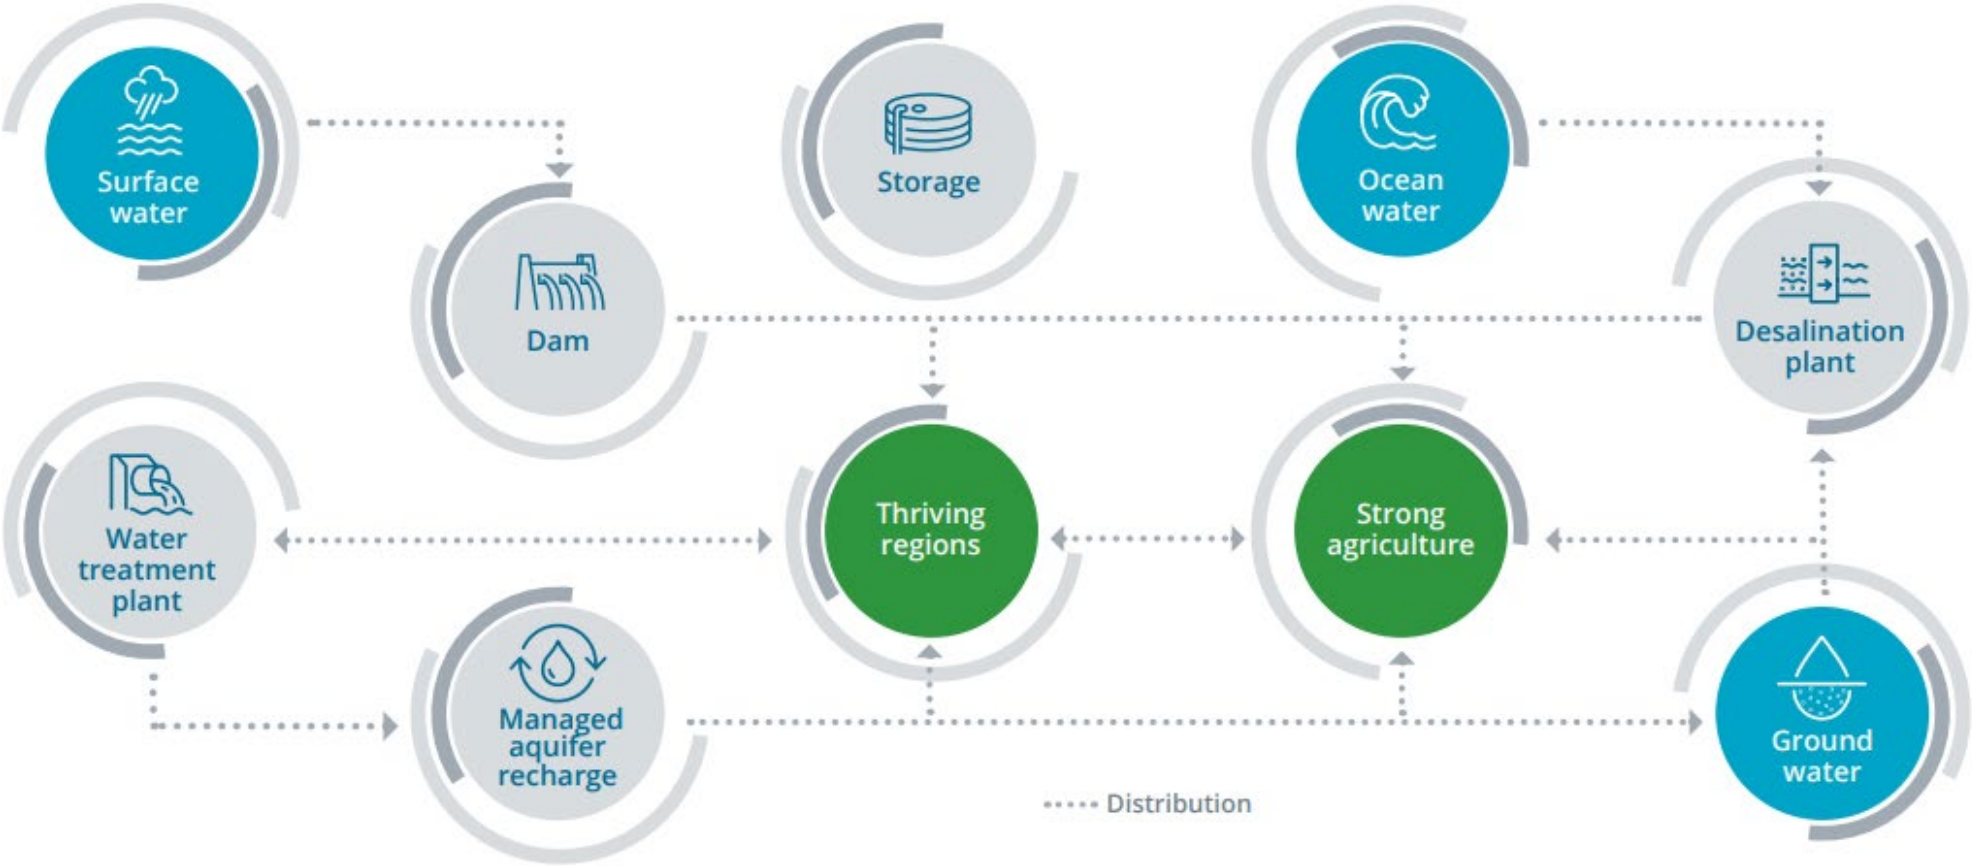 Surface
water
Storage
Ocean
water
Dam
Desalination
plant
Water
treatment
plant
Thriving
regions
Strong
agriculture
Managed
aquifer
recharge
Ground
water
Distribution